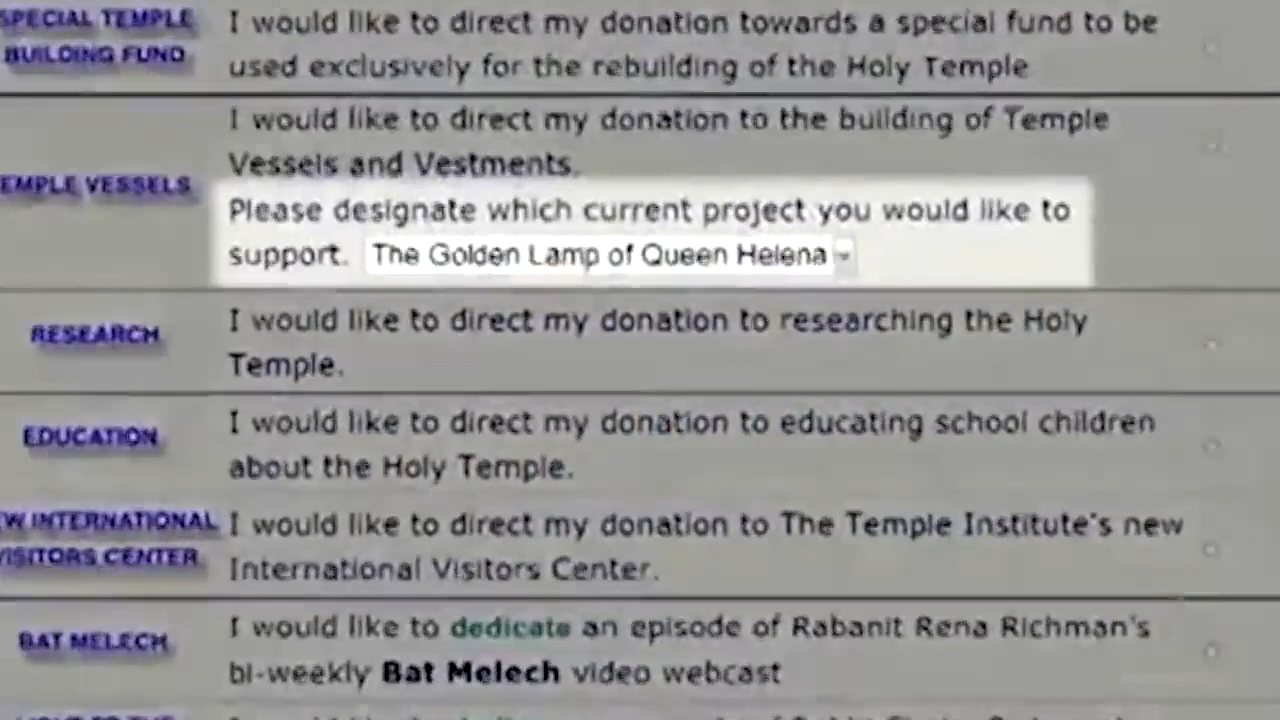 SPECIAL TEMPLE
BUILDING FUND
I would like to direct my donation towards a special fund to be
used exclusively for the rebuilding of the Holy Temple
EMPLE VESSELS
I would like to direct my donation to the building of Temple
Vessels and Vestments.
Please designate which current project you would like to
support. The Golden Lamp of Queen Helena
RESEARCH
I would like to direct my donation to researching the Holy
Temple.
EDUCATION
I would like to direct my donation to educating school children
about the Holy Temple.
EW INTERNATIONAL
VISITORS CENTER
I would like to direct my donation to The Temple Institute's new
International Visitors Center.
BAT MELECH
I would like to dedicate an episode of Rabanit Rena Richman's
bi-weekly Bat Melech video webcast